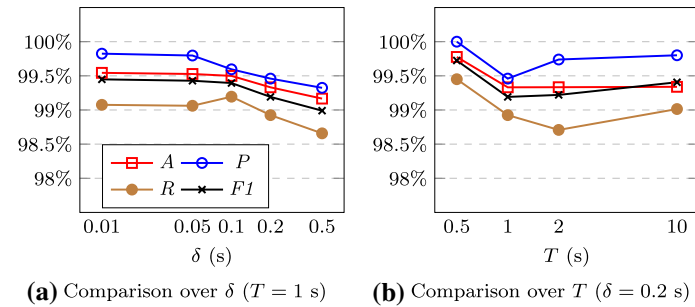 100%
99.5%
99%
98.5%
98%
A P
R F1
0.01 0.05 0.1 0.2 0.5
δ (s)
(a) Comparison over δ (T = 1 s)
100%
99.5%
99%
98.5%
98%
0.5 1 2 10
T (s)
(b) Comparison over T (δ = 0.2 s)